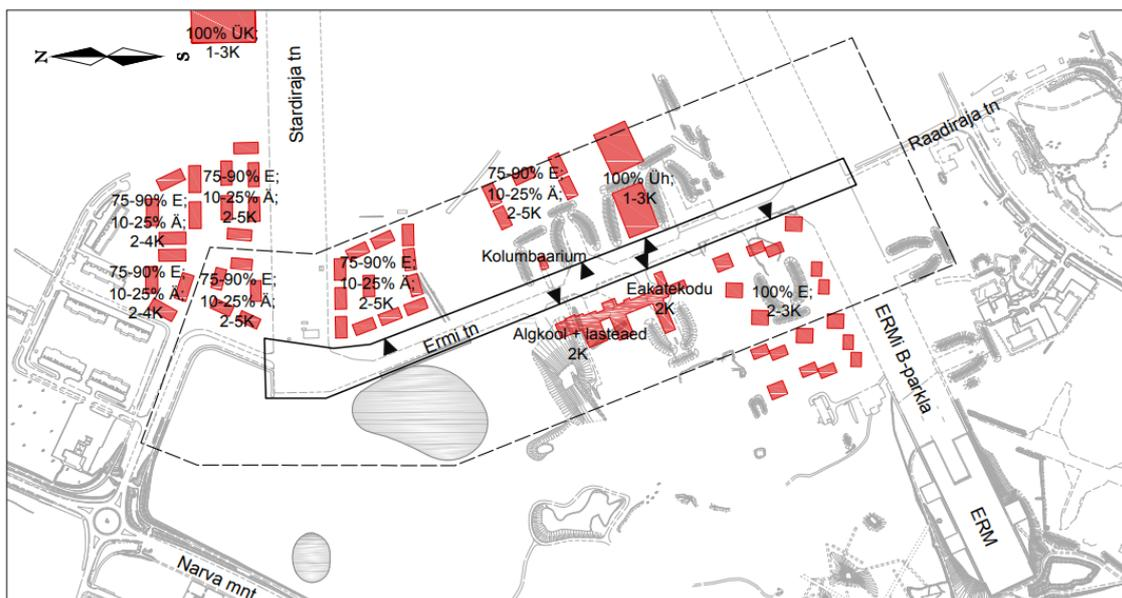 100% ÜK;
1-3K
N
S
Stardiraja tn
75-90% E;
10-25% Ä;
2-5K
75-90% E;
10-25% Ä;
2-4K
75-90% E;
10-25% Ä;
2-4K
75-90% E;
10-25% Ä;
2-5K
75-90% E;
10-25% Ä;
2-5K
75-90% E;
10-25% Ä;
2-5K
100% Üh;
1-3K
Raadiraja tn
Kolumbaarium
Eakatekodu
2K
Ermi tn
Algkool + lasteaed
2K
100% E;
2-3K
ERMi B-parkla
ERM
Narva mnt